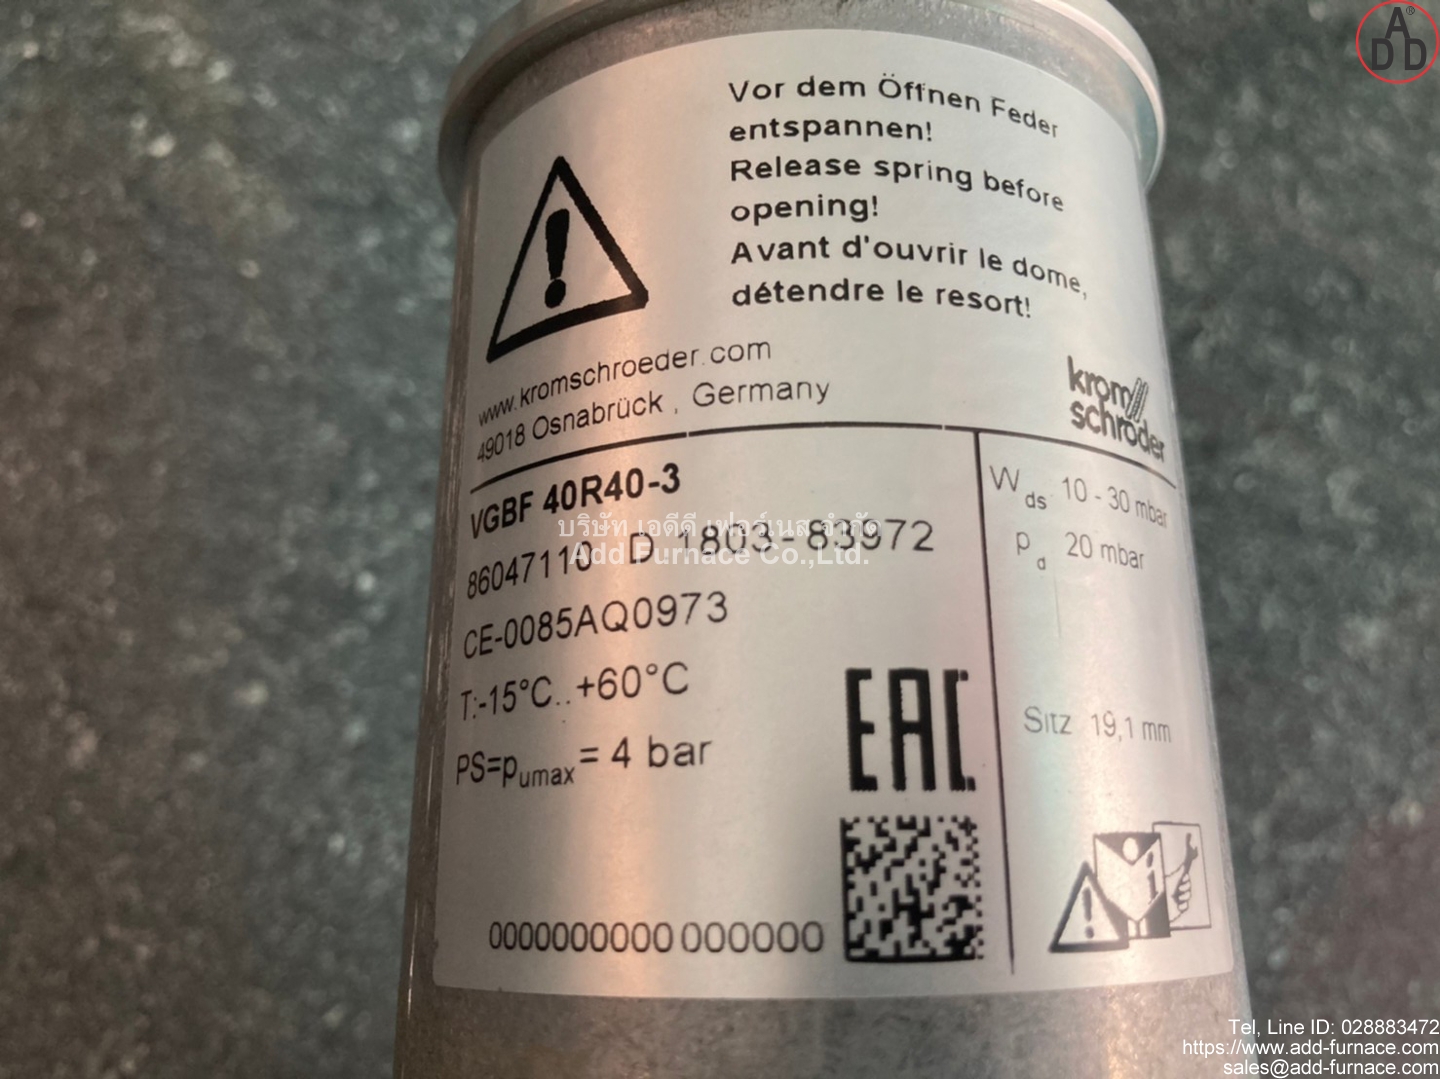 Vor dem Öffnen Feder
entspannen!
Release spring before
opening!
Avant d'ouvrir le dome,
détendre le resort!
www.kromschroeder.com
49018 Osnabrück , Germany
krom
schröder
VGBF 40R40-3
86047110 D 1803-83972
CE-0085AQ0973
T:-15°C..+60°C
PS=pumax= 4 bar
0000000000 000000
EAC
Wds 10 - 30 mbar
pd 20 mbar
Sitz 19,1 mm
บริษัท เอดีดี เฟอร์เนส จำกัด
Add Furnace Co.,Ltd.
ADD®
Tel, Line ID: 028883472
https://www.add-furnace.com
sales@add-furnace.com